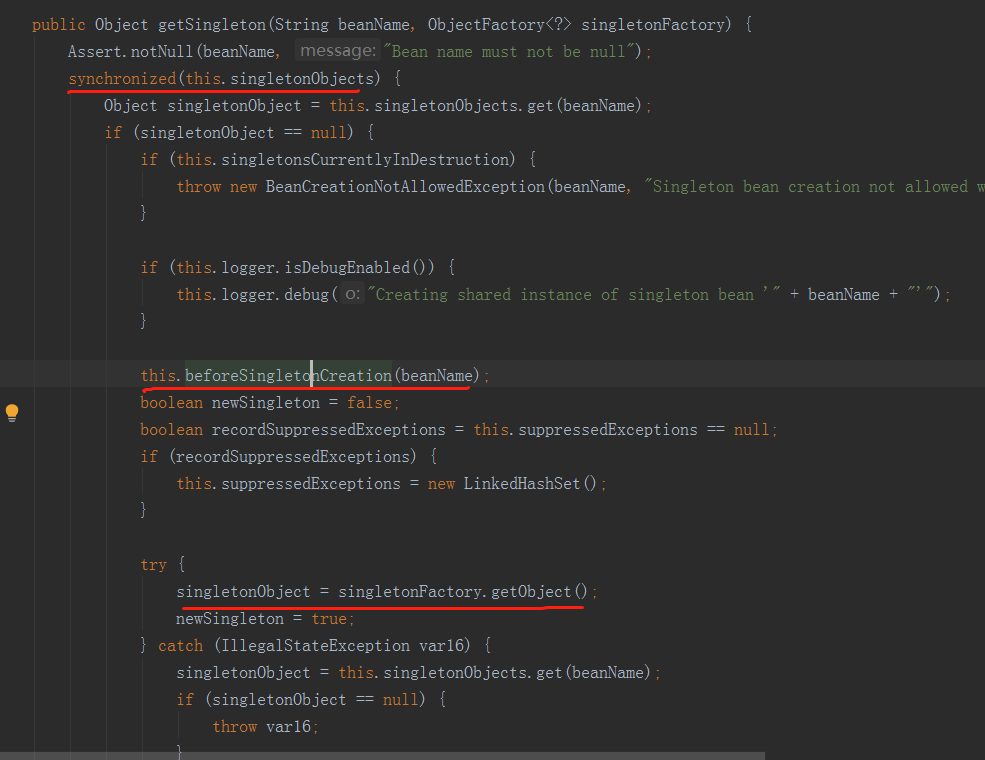 public Object getSingleton(String beanName, ObjectFactory<?> singletonFactory) {
Assert.notNull(beanName, message: "Bean name must not be null");
synchronized(this.singletonObjects) {
Object singletonObject = this.singletonObjects.get(beanName);
if (singletonObject == null) {
if (this.singletonsCurrentlyInDestruction) {
throw new BeanCreationNotAllowedException(beanName, "Singleton bean creation not allowed w
}
if (this.logger.isDebugEnabled()) {
this.logger.debug( o: "Creating shared instance of singleton bean '" + beanName + "'");
}
this.beforeSingletonCreation(beanName);
boolean newSingleton = false;
boolean recordSuppressedExceptions = this.suppressedExceptions == null;
if (recordSuppressedExceptions) {
this.suppressedExceptions = new LinkedHashSet();
}
try {
singletonObject = singletonFactory.getObject();
newSingleton = true;
} catch (IllegalStateException var16) {
singletonObject = this.singletonObjects.get(beanName);
if (singletonObject == null) {
throw var16;
}